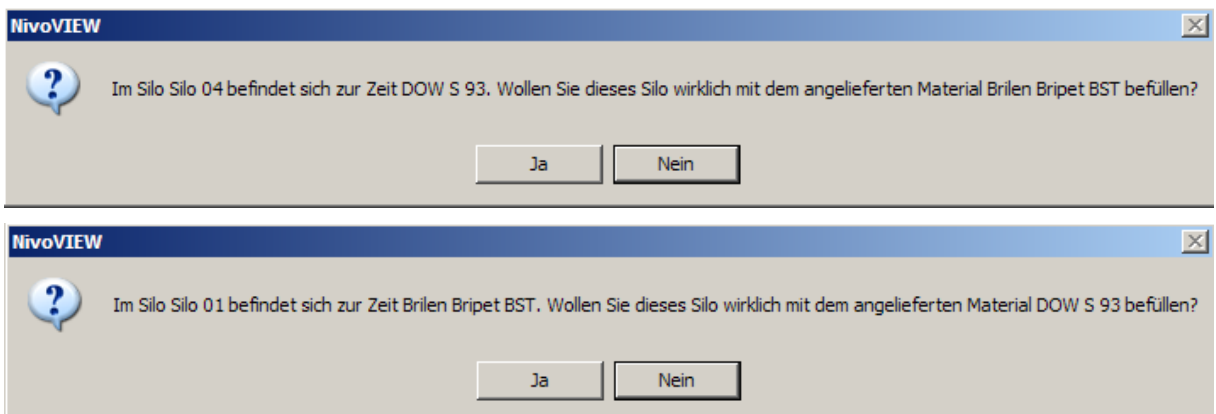 NivoVIEW
Im Silo Silo 04 befindet sich zur Zeit DOW S 93. Wollen Sie dieses Silo wirklich mit dem angelieferten Material Brilen Bripet BST befüllen?
Ja Nein
NivoVIEW
Im Silo Silo 01 befindet sich zur Zeit Brilen Bripet BST. Wollen Sie dieses Silo wirklich mit dem angelieferten Material DOW S 93 befüllen?
Ja Nein